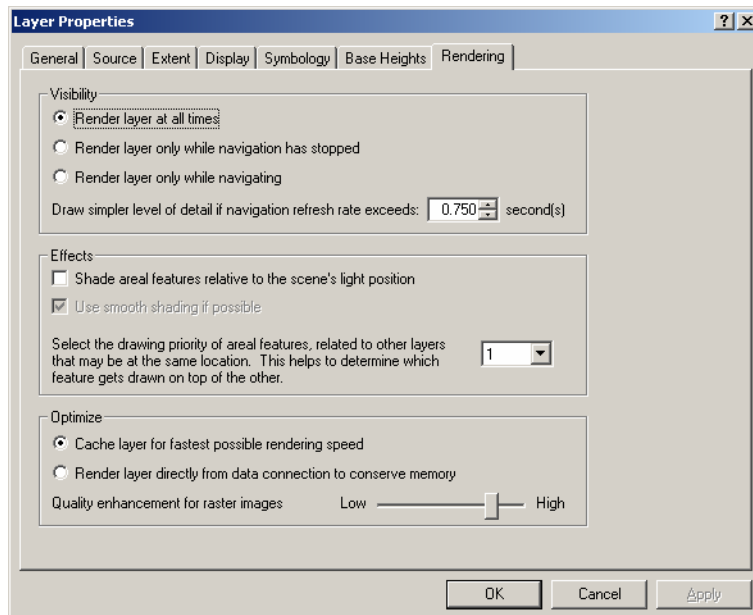 Layer Properties
General Source Extent Display Symbology Base Heights Rendering
Visibility
Render layer at all times
Render layer only while navigation has stopped
Render layer only while navigating
Draw simpler level of detail if navigation refresh rate exceeds: 0.750 second(s)
Effects
Shade areal features relative to the scene's light position
Use smooth shading if possible
Select the drawing priority of areal features, related to other layers
that may be at the same location. This helps to determine which
feature gets drawn on top of the other.
1
Optimize
Cache layer for fastest possible rendering speed
Render layer directly from data connection to conserve memory
Quality enhancement for raster images Low High
OK Cancel Apply